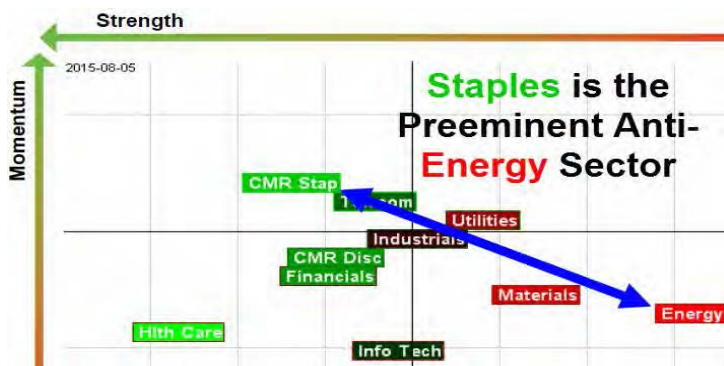 Strength
Momentum
2015-08-05
Staples is the
Preeminent Anti-
Energy Sector
CMR Stap
Utilities
Industrials
CMR Disc
Financials
Materials
Energy
Hlth Care
Info Tech